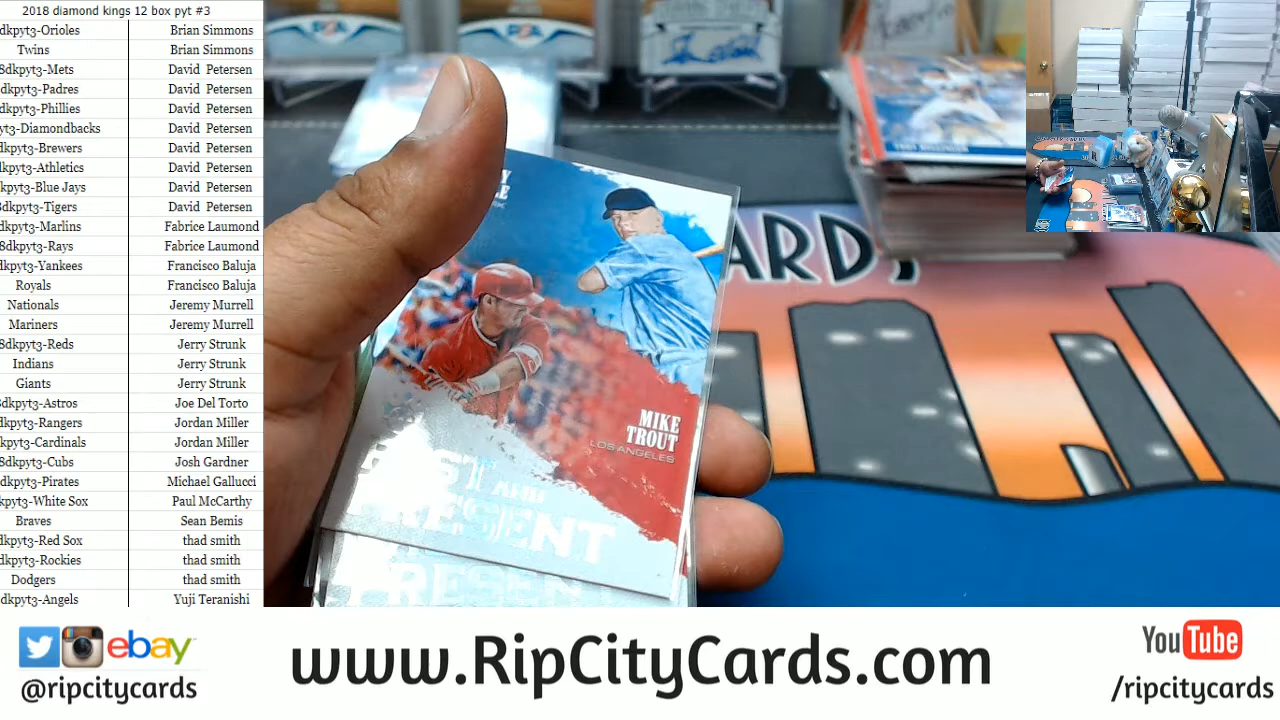 2018 diamond kings 12 box pyt #3
dkpyt3-Orioles Brian Simmons
Twins Brian Simmons
8dkpyt3-Mets David Petersen
dkpyt3-Padres David Petersen
dkpyt3-Phillies David Petersen
yt3-Diamondbacks David Petersen
dkpyt3-Brewers David Petersen
dkpyt3-Athletics David Petersen
kpyt3-Blue Jays David Petersen
8dkpyt3-Tigers David Petersen
dkpyt3-Marlins Fabrice Laumond
8dkpyt3-Rays Fabrice Laumond
dkpyt3-Yankees Francisco Baluja
Royals Francisco Baluja
Nationals Jeremy Murrell
Mariners Jeremy Murrell
8dkpyt3-Reds Jerry Strunk
Indians Jerry Strunk
Giants Jerry Strunk
8dkpyt3-Astros Joe Del Torto
dkpyt3-Rangers Jordan Miller
kpyt3-Cardinals Jordan Miller
8dkpyt3-Cubs Josh Gardner
dkpyt3-Pirates Michael Gallucci
kpyt3-White Sox Paul McCarthy
Braves Sean Bemis
dkpyt3-Red Sox thad smith
dkpyt3-Rockies thad smith
Dodgers thad smith
dkpyt3-Angels Yuji Teranishi
ARDS
MIKE
TROUT
LOS ANGELES
PAST AND
PRESENT
PRESENT
ebay
@ripcitycards
www.RipCityCards.com
YouTube
/ripcitycards